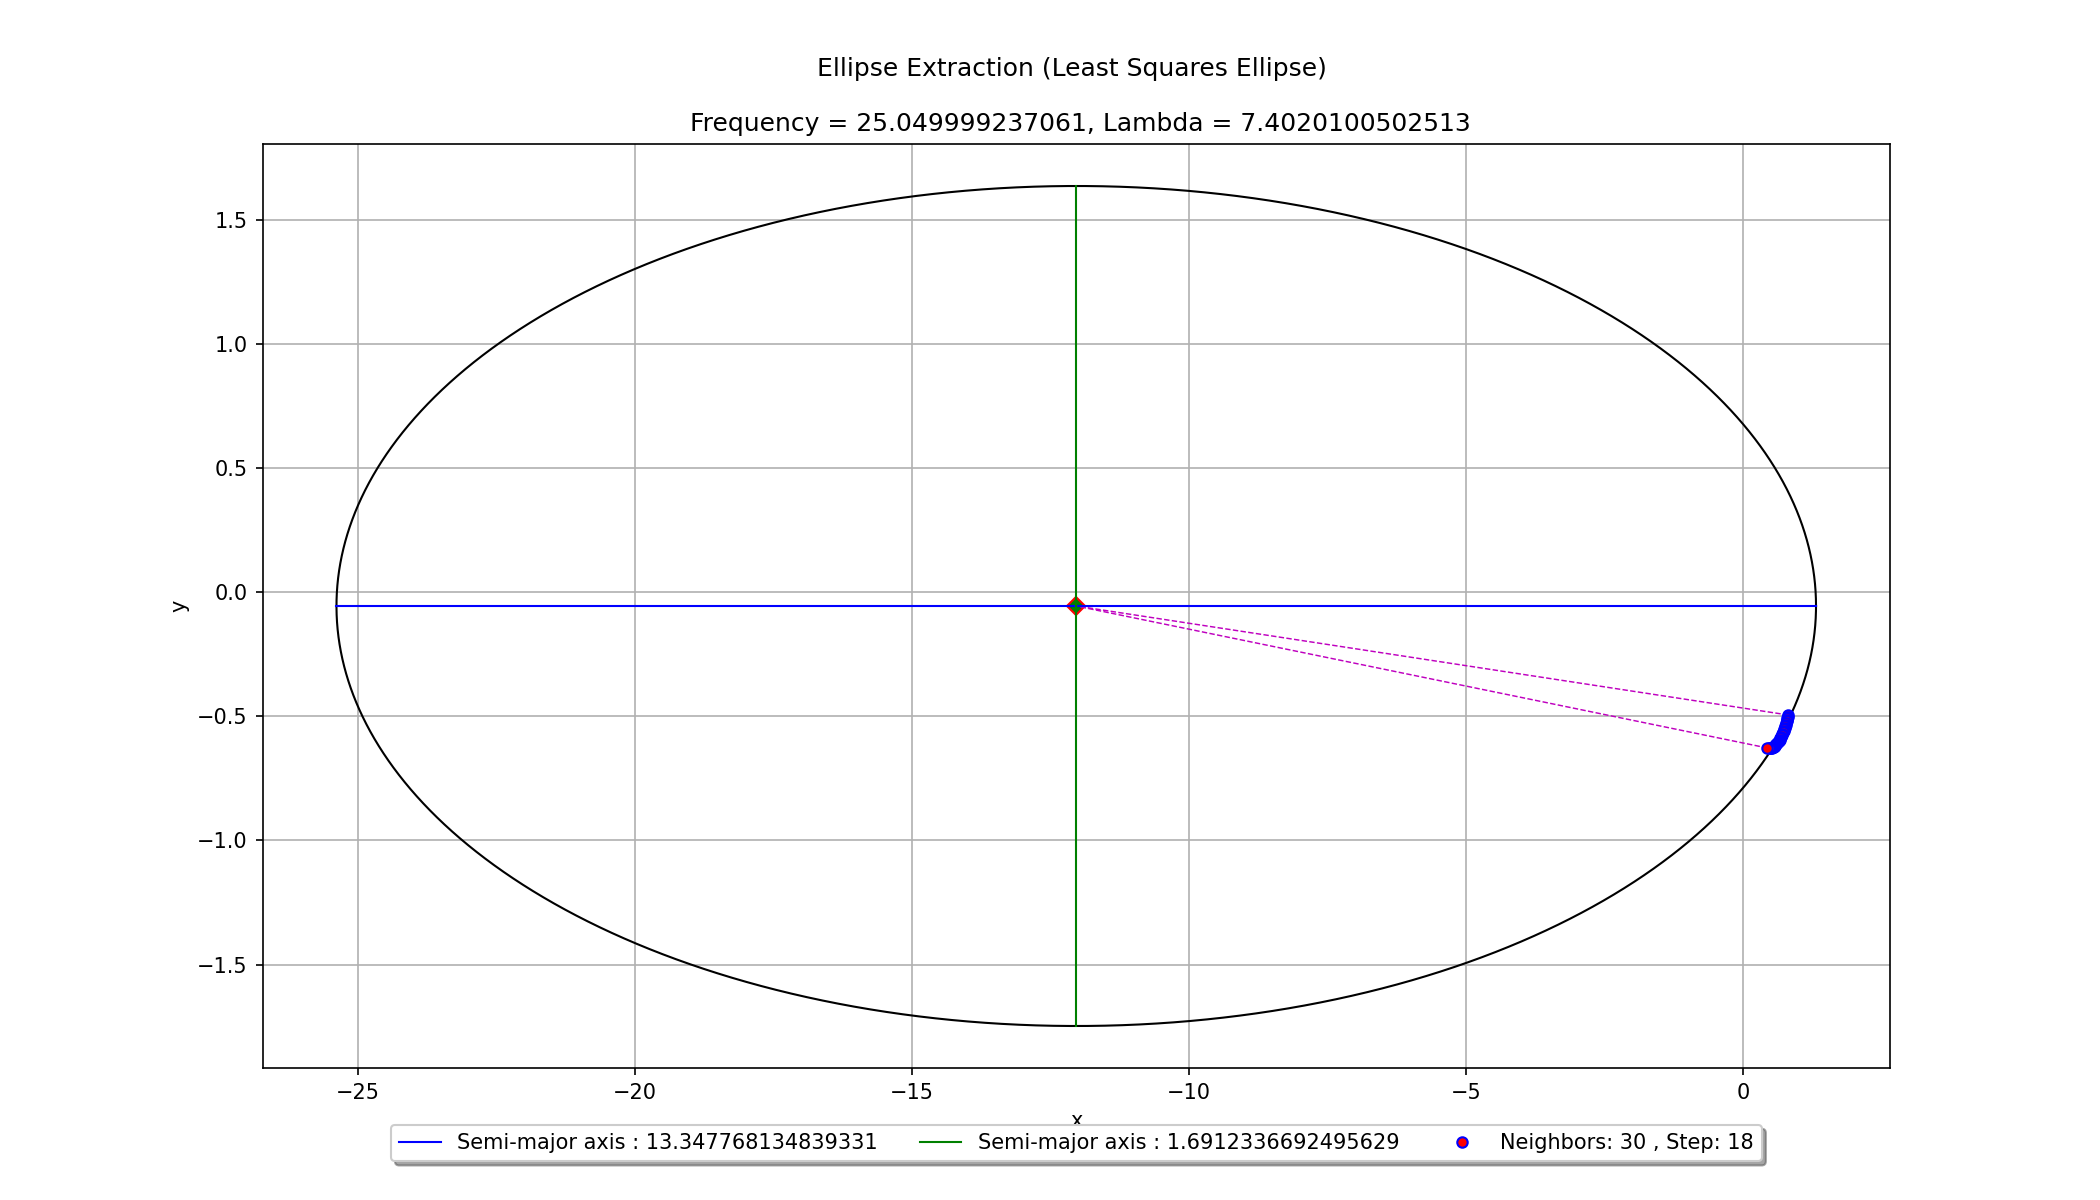 Ellipse Extraction (Least Squares Ellipse)
Frequency = 25.049999237061, Lambda = 7.4020100502513
1.5
1.0
0.5
0.0
y
−0.5
−1.0
−1.5
−25 −20 −15 −10 −5 0
x
Semi-major axis : 13.347768134839331 Semi-major axis : 1.6912336692495629 Neighbors: 30 , Step: 18